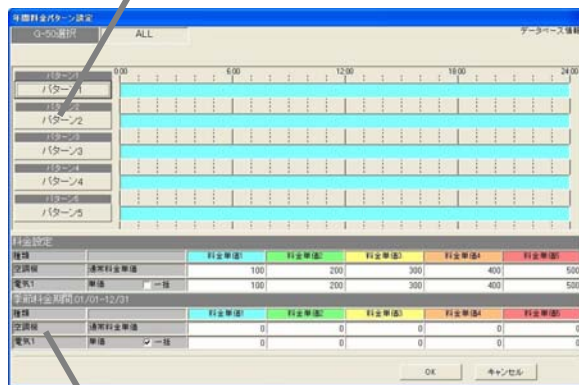 年間料金パターン設定
G-50選択 ALL データベース情報
0:00 6:00 12:00 18:00 24:00
パターン1
パターン1
パターン2
パターン2
パターン3
パターン3
パターン4
パターン4
パターン5
パターン5
料金設定
種類 料金単価1 料金単価2 料金単価3 料金単価4 料金単価5
空調機 通常料金単価 100 200 300 400 500
電気1 単価 一括 100 200 300 400 500
季節料金期間 01/01-12/31
種類 料金単価1 料金単価2 料金単価3 料金単価4 料金単価5
空調機 通常料金単価 0 0 0 0 0
電気1 単価 一括 0 0 0 0 0
OK キャンセル